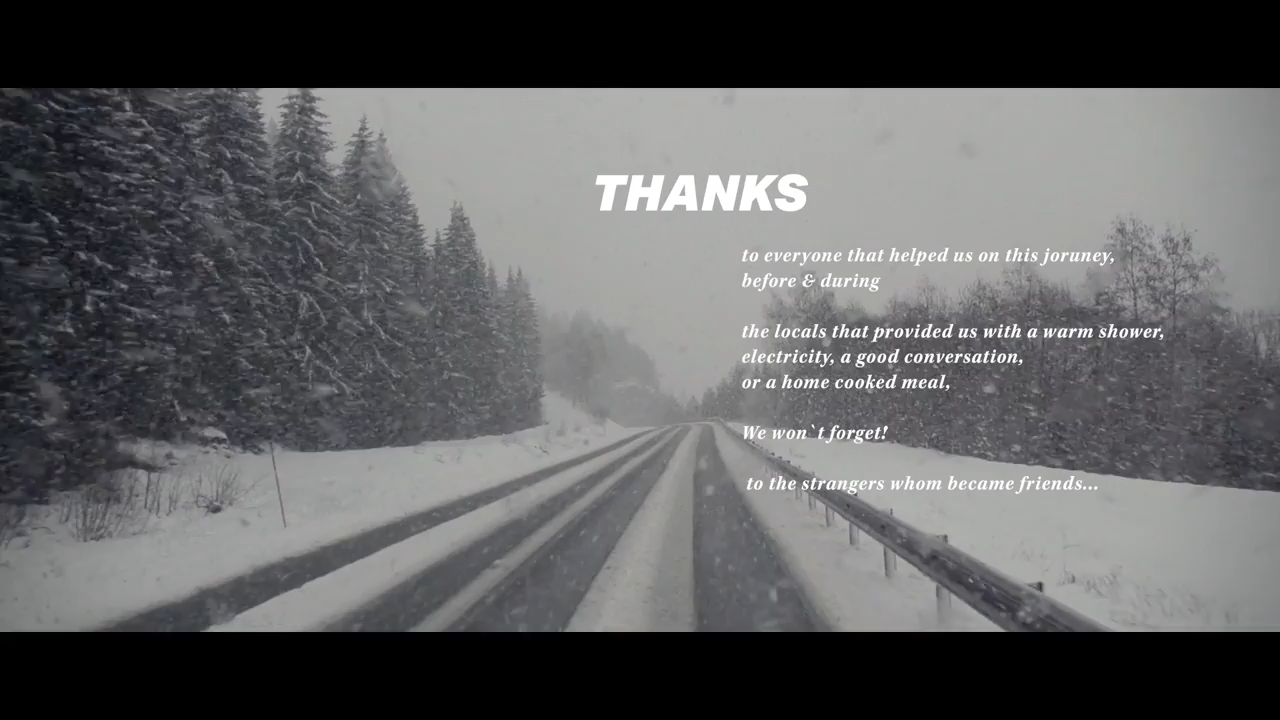 THANKS
to everyone that helped us on this joruney,
before & during
the locals that provided us with a warm shower,
electricity, a good conversation,
or a home cooked meal,
We won`t forget!
to the strangers whom became friends...